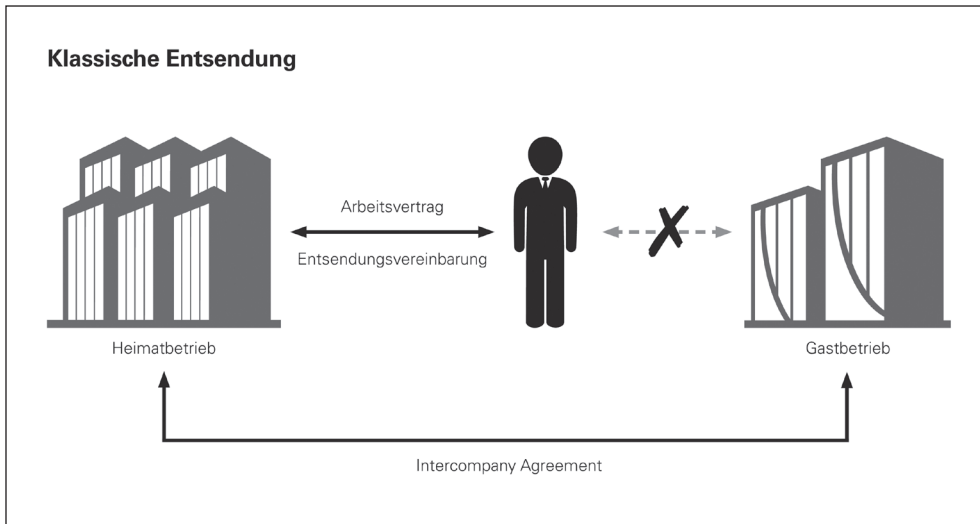 Klassische Entsendung
Arbeitsvertrag
Entsendungsvereinbarung
Heimatbetrieb
Gastbetrieb
Intercompany Agreement